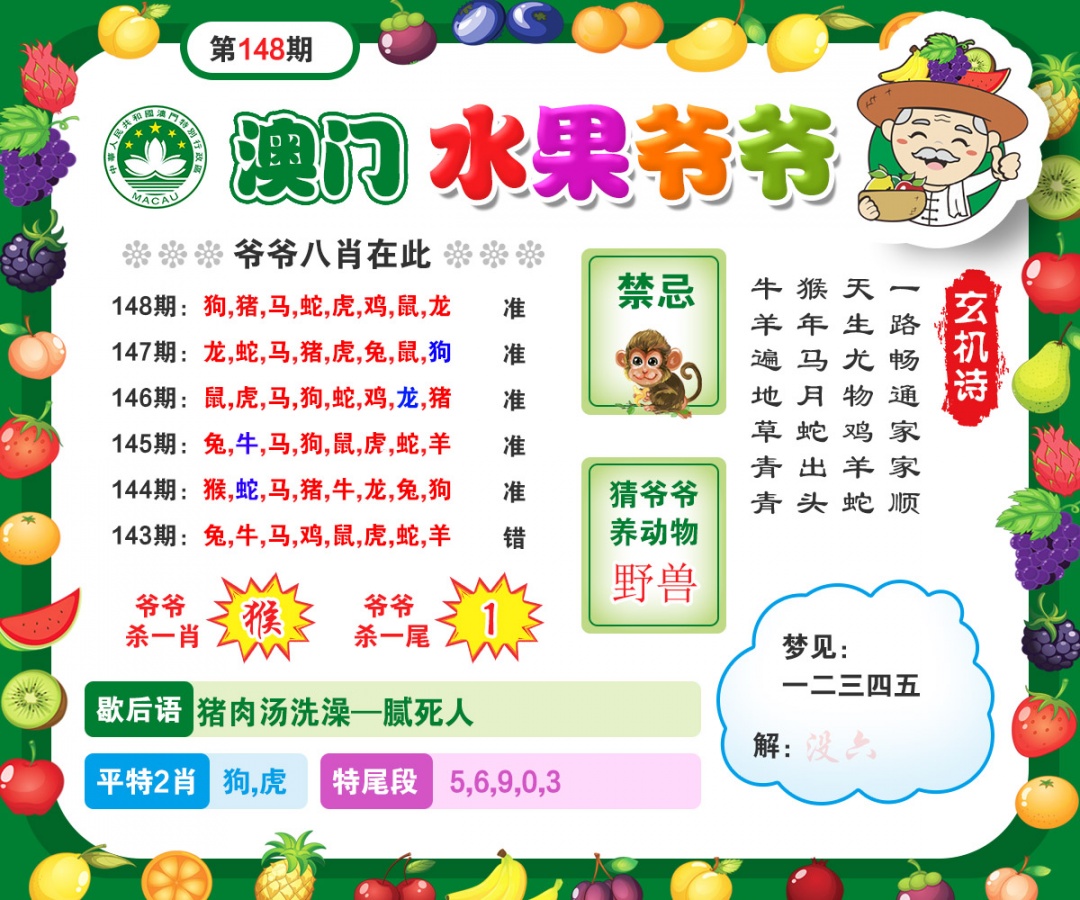 第148期
中華人民共和國澳門特別行政區
MACAU
澳门 水果爷爷
爷爷八肖在此
148期：狗,猪,马,蛇,虎,鸡,鼠,龙 准
147期：龙,蛇,马,猪,虎,兔,鼠,狗 准
146期：鼠,虎,马,狗,蛇,鸡,龙,猪 准
145期：兔,牛,马,狗,鼠,虎,蛇,羊 准
144期：猴,蛇,马,猪,牛,龙,兔,狗 准
143期：兔,牛,马,鸡,鼠,虎,蛇,羊 错
爷爷
杀一肖
猴
爷爷
杀一尾
1
禁忌
猜爷爷
养动物
野兽
玄机诗
一路畅通家家顺
天生尤物鸡羊蛇
猴年马月蛇出头
牛羊遍地草青青
梦见：
一二三四五
解：没六
歇后语 猪肉汤洗澡—腻死人
平特2肖 狗,虎
特尾段 5,6,9,0,3